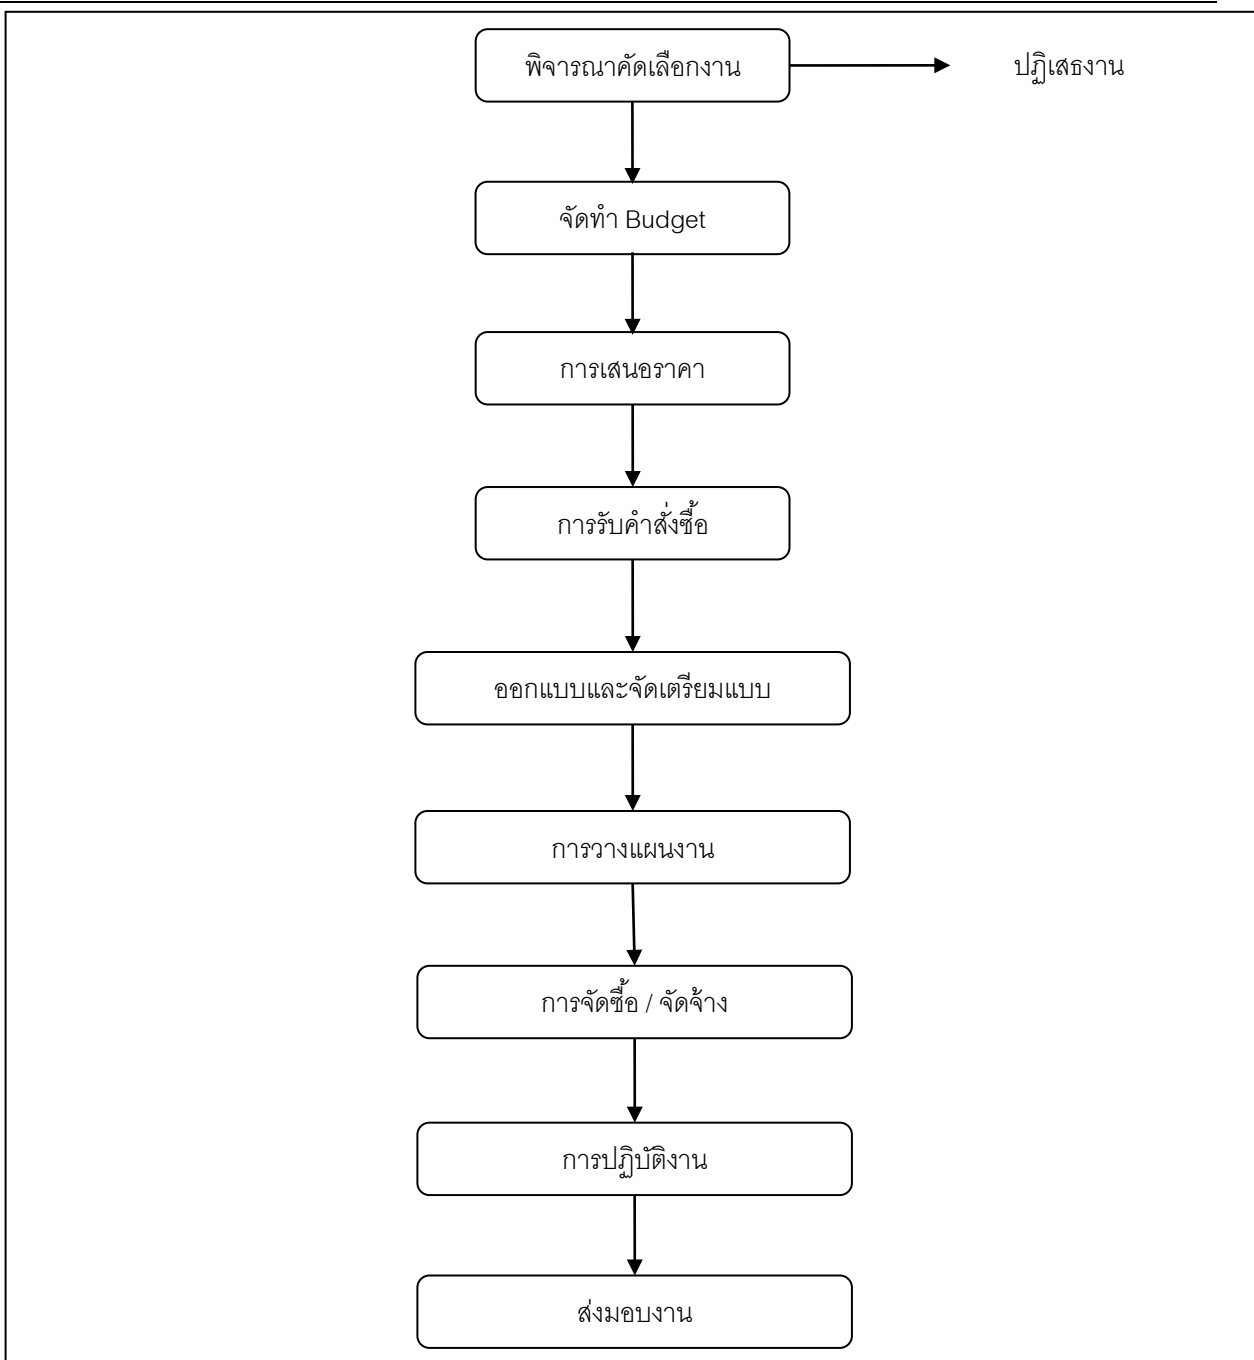 พิจารณาคัดเลือกงาน
ปฏิเสธงาน
จัดทำ Budget
การเสนอราคา
การรับคำสั่งซื้อ
ออกแบบและจัดเตรียมแบบ
การวางแผนงาน
การจัดซื้อ / จัดจ้าง
การปฏิบัติงาน
ส่งมอบงาน